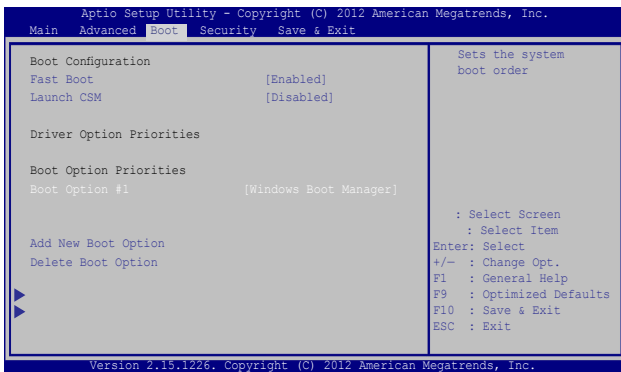 Aptio Setup Utility - Copyright (C) 2012 American Megatrends, Inc.
Main Advanced Boot Security Save & Exit
Boot Configuration
Fast Boot [Enabled]
Launch CSM [Disabled]
Driver Option Priorities
Boot Option Priorities
Boot Option #1 [Windows Boot Manager]
Add New Boot Option
Delete Boot Option
Sets the system
boot order
: Select Screen
: Select Item
Enter: Select
+/— : Change Opt.
F1 : General Help
F9 : Optimized Defaults
F10 : Save & Exit
ESC : Exit
Version 2.15.1226. Copyright (C) 2012 American Megatrends, Inc.